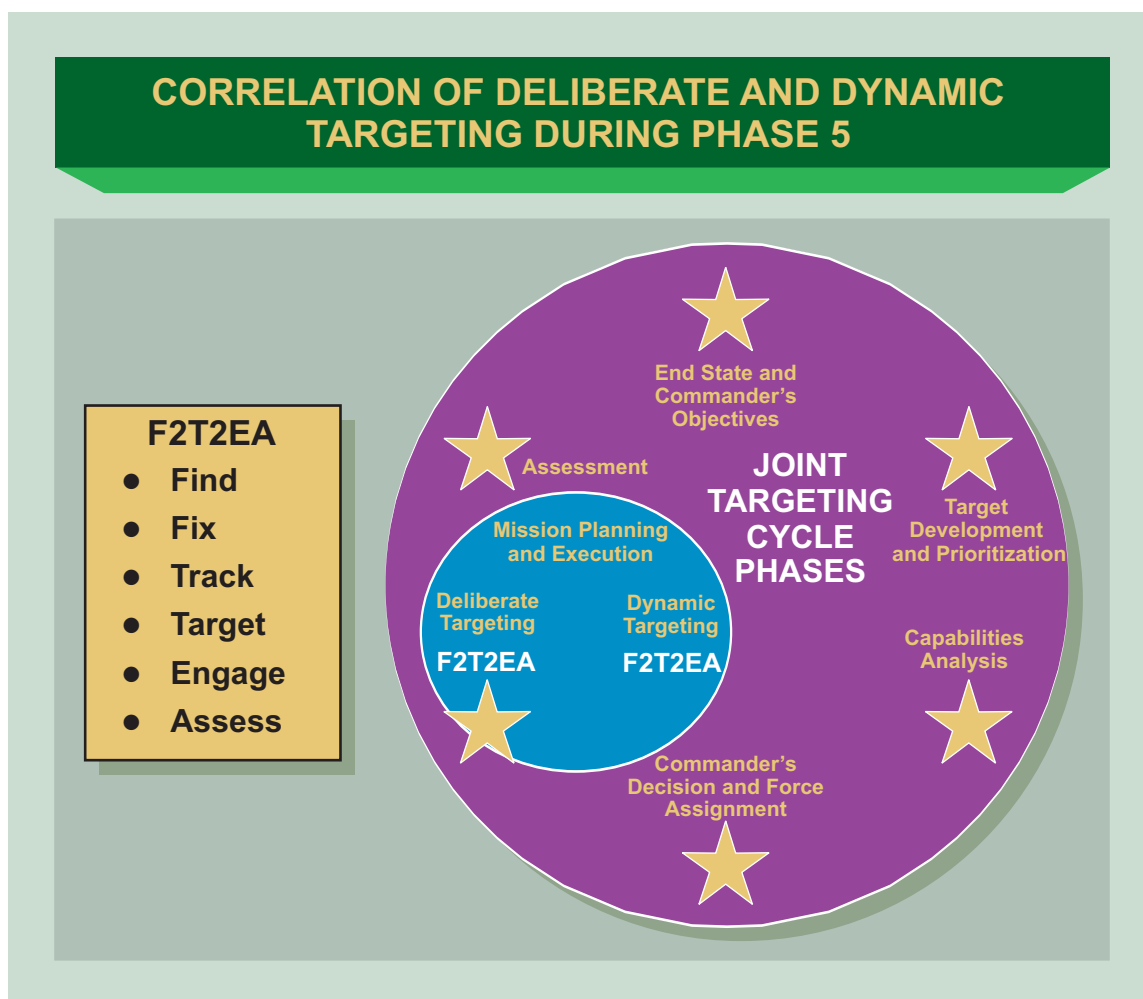 CORRELATION OF DELIBERATE AND DYNAMIC
TARGETING DURING PHASE 5
F2T2EA
● Find
● Fix
● Track
● Target
● Engage
● Assess
End State and
Commander’s
Objectives
Assessment
JOINT
TARGETING
CYCLE
PHASES
Target
Development
and Prioritization
Mission Planning
and Execution
Deliberate
Targeting
F2T2EA
Dynamic
Targeting
F2T2EA
Capabilities
Analysis
Commander’s
Decision and Force
Assignment